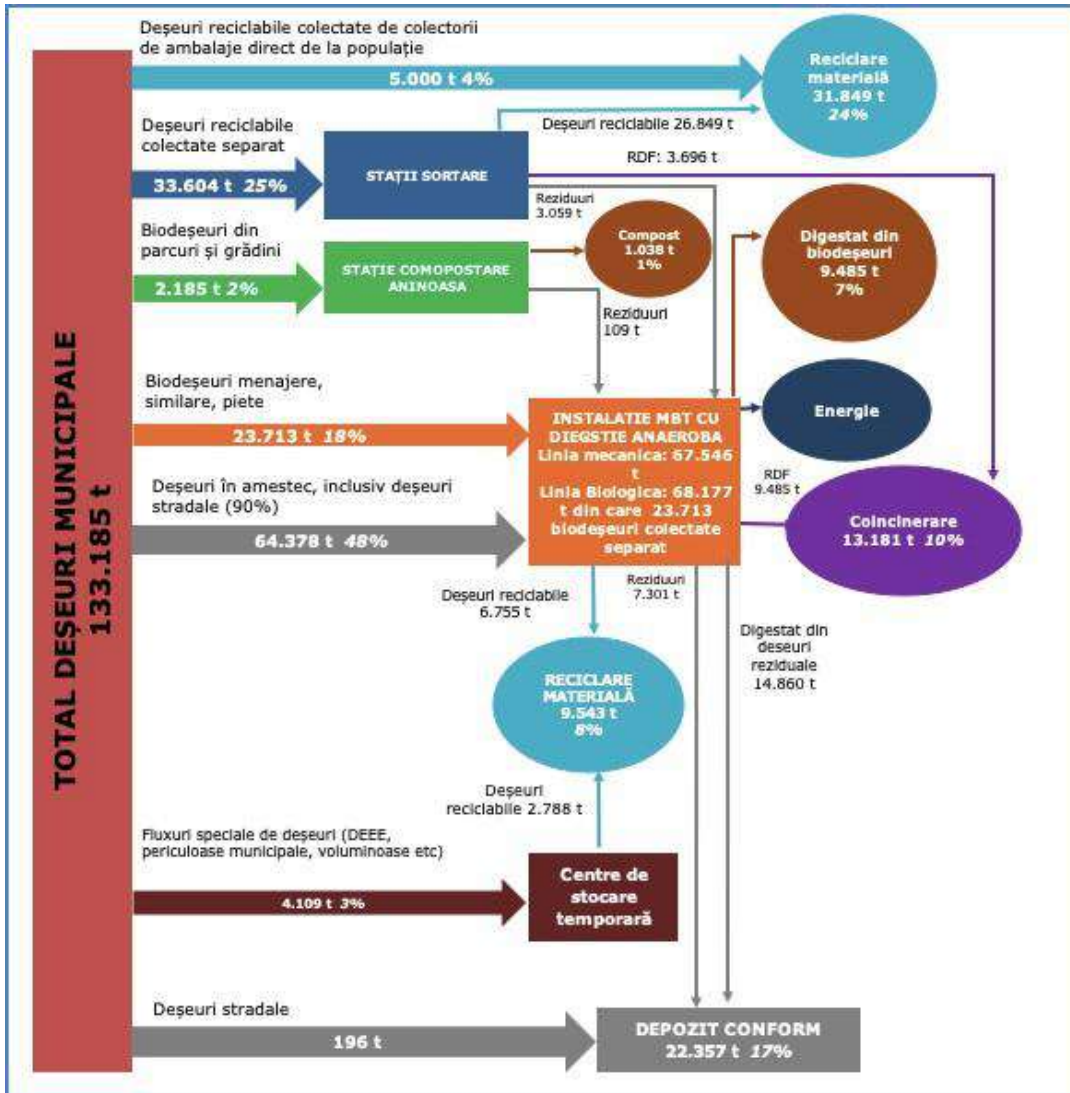 TOTAL DEȘEURI MUNICIPALE
133.185 t
Deșeuri reciclabile colectate de colectorii
de ambalaje direct de la populație
5.000 t 4%
Reciclare
materială
31.849 t
24%
Deșeuri reciclabile 26.849 t
Deșeuri reciclabile
colectate separat
33.604 t 25%
STAȚII SORTARE
RDF: 3.696 t
Reziduuri
3.059 t
Biodeșeuri din
parcuri și grădini
2.185 t 2%
STAȚIE COMOPOSTARE
ANINOASA
Compost
1.038 t
1%
Digestat din
biodeșeuri
9.485 t
7%
Reziduuri
109 t
Biodeșeuri menajere,
similare, piete
23.713 t 18%
INSTALATIE MBT CU
DIEGSTIE ANAEROBA
Linia mecanica: 67.546
t
Linia Biologica: 68.177
t din care 23.713
biodeșeuri colectate
separat
Energie
Deșeuri în amestec, inclusiv deșeuri
stradale (90%)
64.378 t 48%
RDF
9.485 t
Coincinerare
13.181 t 10%
Deșeuri reciclabile
6.755 t
Reziduuri
7.301 t
Digestat din
deseuri
reziduale
14.860 t
RECICLARE
MATERIALĂ
9.543 t
8%
Deșeuri
reciclabile 2.788 t
Fluxuri speciale de deșeuri (DEEE,
periculoase municipale, voluminoase etc)
4.109 t 3%
Centre de
stocare
temporară
Deșeuri stradale
196 t
DEPOZIT CONFORM
22.357 t 17%